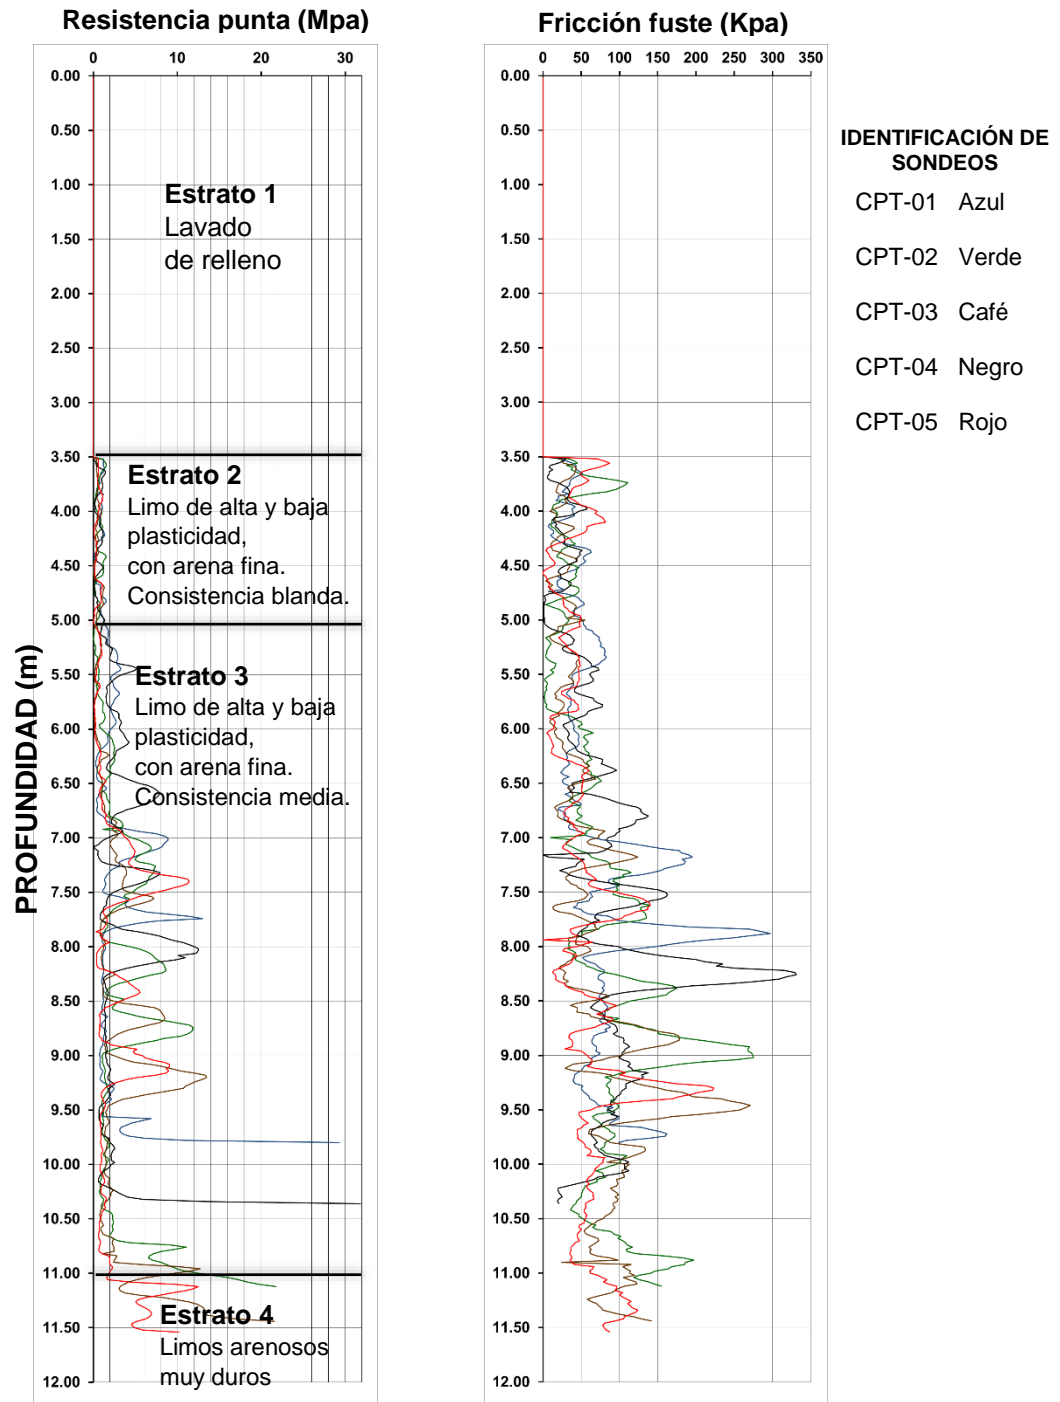 Resistencia punta (Mpa)
0 10 20 30
0.00
0.50
1.00
1.50
2.00
2.50
3.00
3.50
4.00
4.50
5.00
5.50
6.00
6.50
7.00
7.50
8.00
8.50
9.00
9.50
10.00
10.50
11.00
11.50
12.00
PROFUNDIDAD (m)
Estrato 1
Lavado
de relleno
Estrato 2
Limo de alta y baja
plasticidad,
con arena fina.
Consistencia blanda.
Estrato 3
Limo de alta y baja
plasticidad,
con arena fina.
Consistencia media.
Estrato 4
Limos arenosos
muy duros
Fricción fuste (Kpa)
0 50 100 150 200 250 300 350
0.00
0.50
1.00
1.50
2.00
2.50
3.00
3.50
4.00
4.50
5.00
5.50
6.00
6.50
7.00
7.50
8.00
8.50
9.00
9.50
10.00
10.50
11.00
11.50
12.00
IDENTIFICACIÓN DE
SONDEOS
CPT-01 Azul
CPT-02 Verde
CPT-03 Café
CPT-04 Negro
CPT-05 Rojo